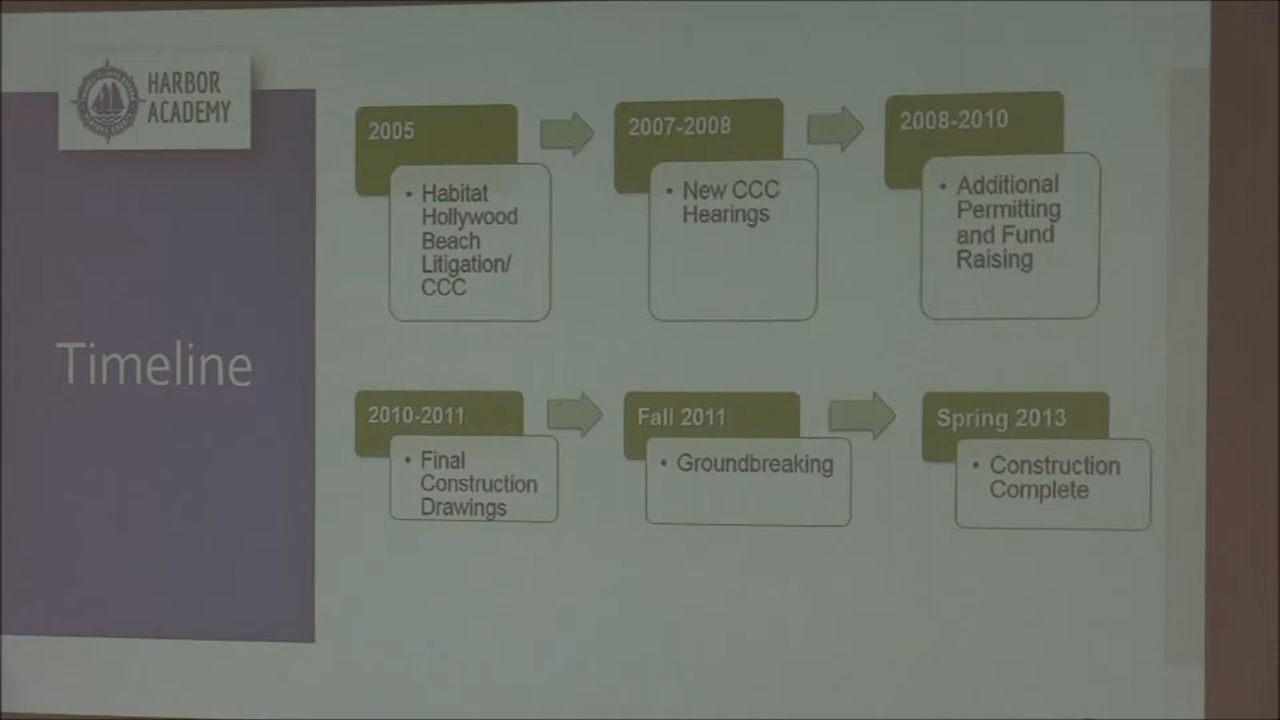 HARBOR
ACADEMY
Timeline
2005
• Habitat
Hollywood
Beach
Litigation/
CCC
2007-2008
• New CCC
Hearings
2008-2010
• Additional
Permitting
and Fund
Raising
2010-2011
• Final
Construction
Drawings
Fall 2011
• Groundbreaking
Spring 2013
• Construction
Complete